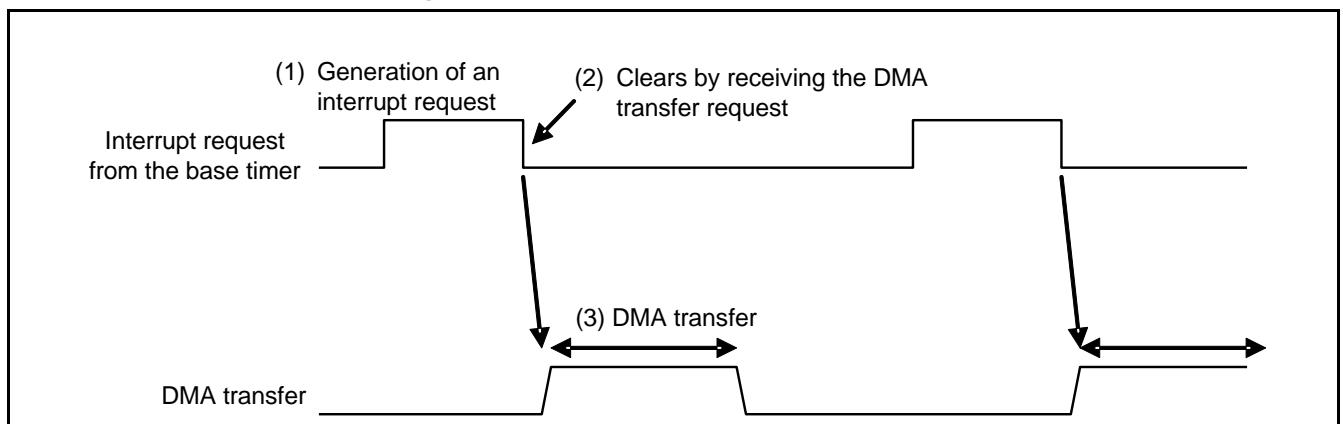 (1) Generation of an
interrupt request
(2) Clears by receiving the DMA
transfer request
Interrupt request
from the base timer
(3) DMA transfer
DMA transfer